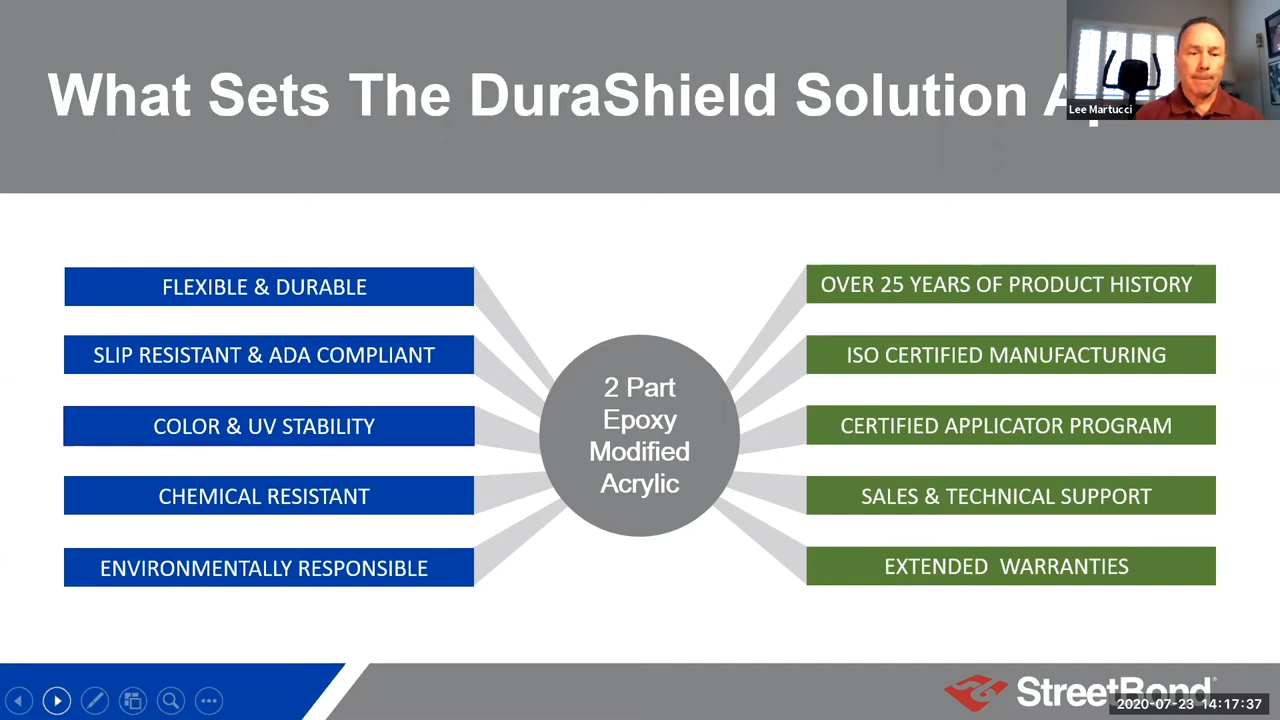 What Sets The DuraShield Solution
Lee Martucci
FLEXIBLE & DURABLE
SLIP RESISTANT & ADA COMPLIANT
COLOR & UV STABILITY
CHEMICAL RESISTANT
ENVIRONMENTALLY RESPONSIBLE
2 Part
Epoxy
Modified
Acrylic
OVER 25 YEARS OF PRODUCT HISTORY
ISO CERTIFIED MANUFACTURING
CERTIFIED APPLICATOR PROGRAM
SALES & TECHNICAL SUPPORT
EXTENDED WARRANTIES
StreetBond
2020-07-23 14:17:37